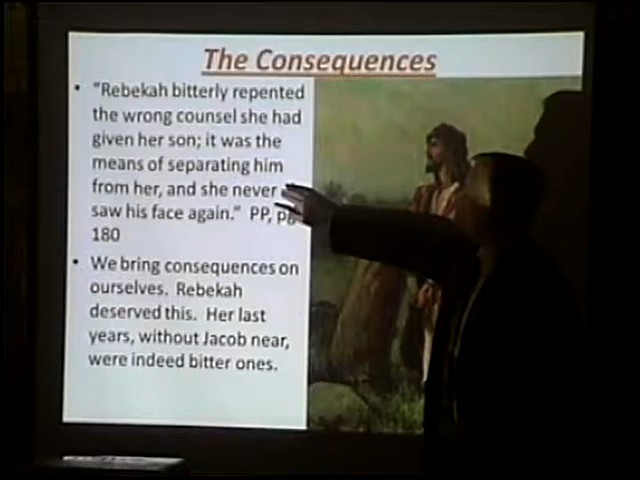 The Consequences
• "Rebekah bitterly repented
the wrong counsel she had
given her son; it was the
means of separating him
from her, and she never
saw his face again." PP, pg
180
• We bring consequences on
ourselves. Rebekah
deserved this. Her last
years, without Jacob near,
were indeed bitter ones.